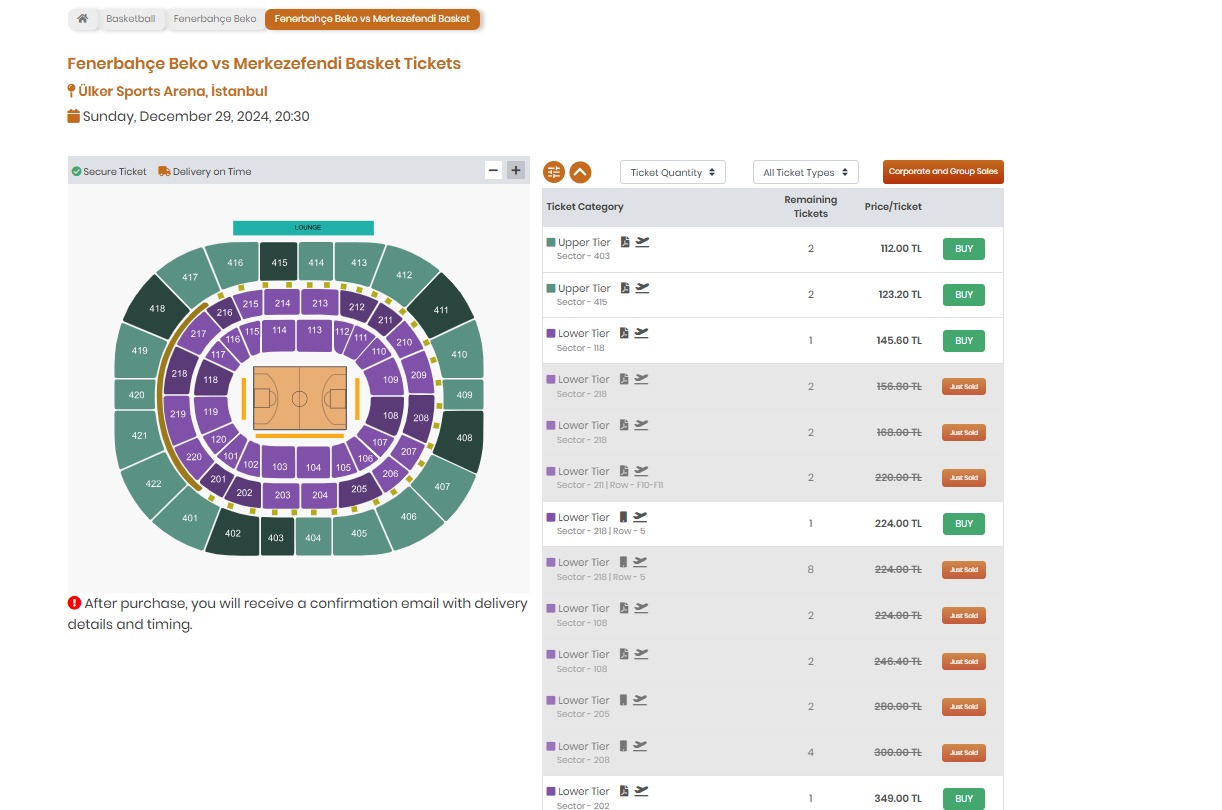 Basketball Fenerbahçe Beko Fenerbahçe Beko vs Merkezefendi Basket
Fenerbahçe Beko vs Merkezefendi Basket Tickets
Ülker Sports Arena, İstanbul
Sunday, December 29, 2024, 20:30
Secure Ticket Delivery on Time − +
LOUNGE
416 415 414 413
417 412
418 411
419 410
420 409
421 408
422 407
401 406
402 403 404 405
215 214 213 212
216 211
217 210
218 209
219 208
220 207
201 206
202 203 204 205
115 114 113 112
116 111
117 110
118 109
119 108
120 107
101 106
102 103 104 105
After purchase, you will receive a confirmation email with delivery
details and timing.
Ticket Quantity All Ticket Types Corporate and Group Sales
Ticket Category Remaining Tickets Price/Ticket
Upper Tier
Sector - 403
2 112.00 TL BUY
Upper Tier
Sector - 415
2 123.20 TL BUY
Lower Tier
Sector - 118
1 145.60 TL BUY
Lower Tier
Sector - 218
2 156.80 TL Just Sold
Lower Tier
Sector - 218
2 168.00 TL Just Sold
Lower Tier
Sector - 211 | Row - F10-F11
2 220.00 TL Just Sold
Lower Tier
Sector - 218 | Row - 5
1 224.00 TL BUY
Lower Tier
Sector - 218 | Row - 5
8 224.00 TL Just Sold
Lower Tier
Sector - 108
2 224.00 TL Just Sold
Lower Tier
Sector - 108
2 246.40 TL Just Sold
Lower Tier
Sector - 205
2 280.00 TL Just Sold
Lower Tier
Sector - 208
4 300.00 TL Just Sold
Lower Tier
Sector - 202
1 349.00 TL BUY